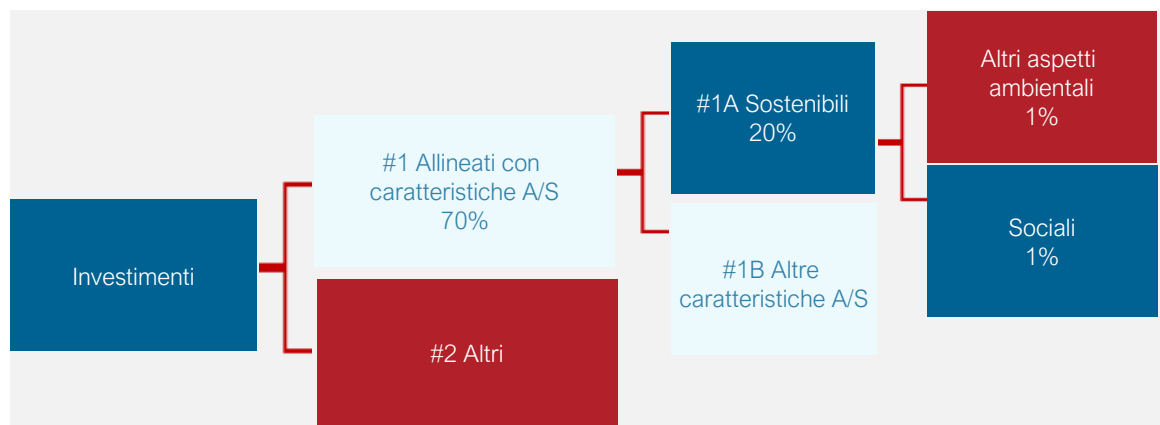 Investimenti
#1 Allineati con
caratteristiche A/S
70%
#2 Altri
#1A Sostenibili
20%
#1B Altre
caratteristiche A/S
Altri aspetti
ambientali
1%
Sociali
1%